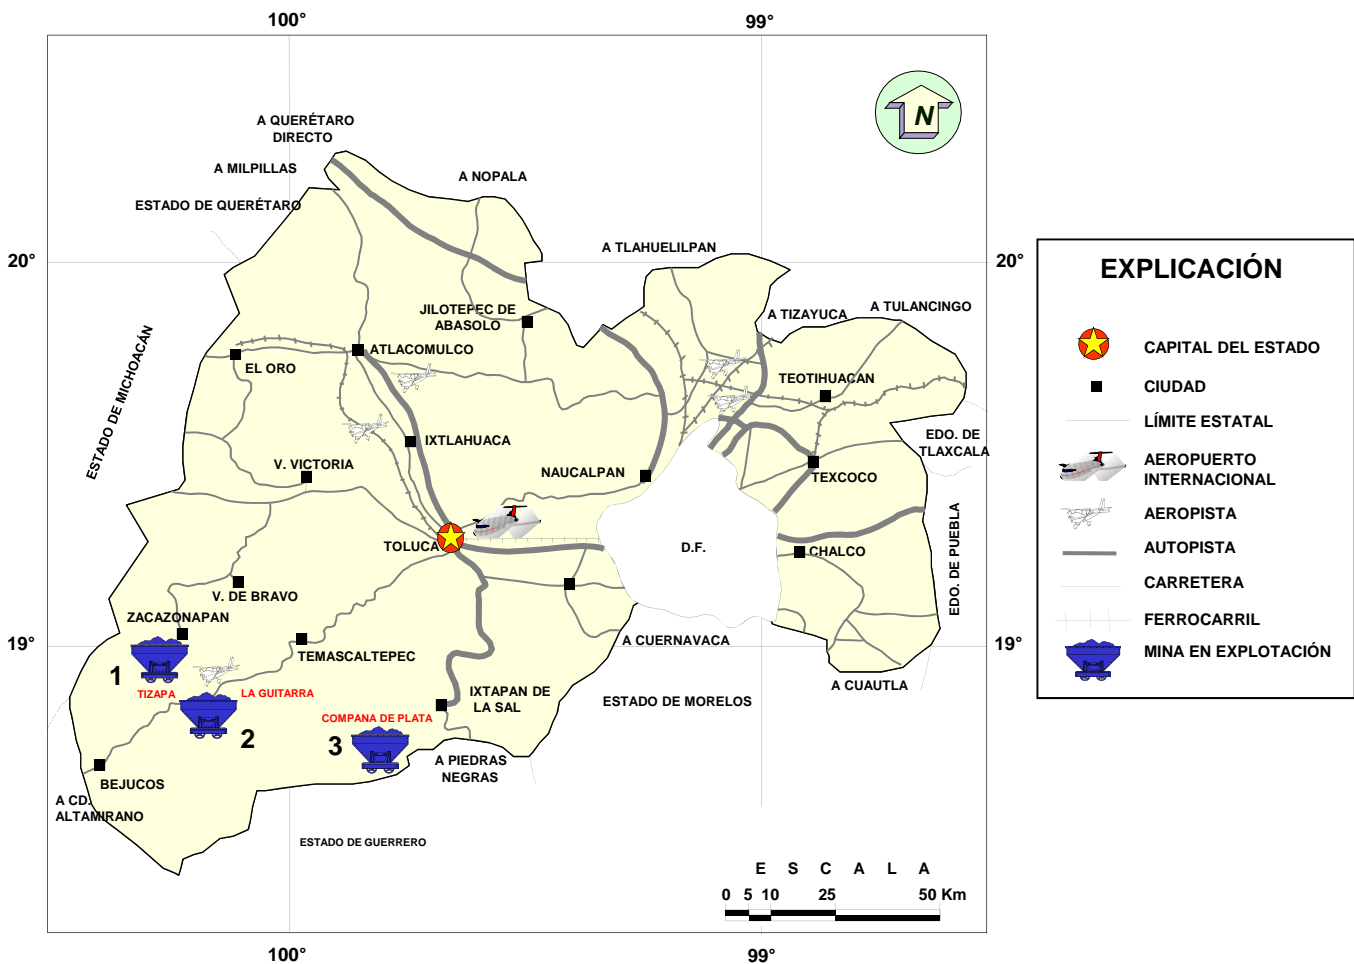 100°
99°
N
A QUERÉTARO
DIRECTO
A MILPILLAS
A NOPALA
ESTADO DE QUERÉTARO
A TLAHUELILPAN
20°
20°
EXPLICACIÓN
CAPITAL DEL ESTADO
CIUDAD
LÍMITE ESTATAL
AEROPUERTO
INTERNACIONAL
AEROPISTA
AUTOPISTA
CARRETERA
FERROCARRIL
MINA EN EXPLOTACIÓN
A TULANCINGO
A TIZAYUCA
JILOTEPEC DE
ABASOLO
ESTADO DE MICHOACÁN
ATLACOMULCO
EL ORO
TEOTIHUACAN
IXTLAHUACA
EDO. DE
TLAXCALA
V. VICTORIA
NAUCALPAN
TEXCOCO
TOLUCA
D.F.
CHALCO
EDO. DE PUEBLA
V. DE BRAVO
ZACAZONAPAN
A CUERNAVACA
19°
19°
TEMASCALTEPEC
1
TIZAPA
LA GUITARRA
A CUAUTLA
IXTAPAN DE
LA SAL
ESTADO DE MORELOS
COMPANA DE PLATA
2
3
A PIEDRAS
NEGRAS
BEJUCOS
A CD.
ALTAMIRANO
ESTADO DE GUERRERO
E S C A L A
0 5 10 25 50 Km
100°
99°